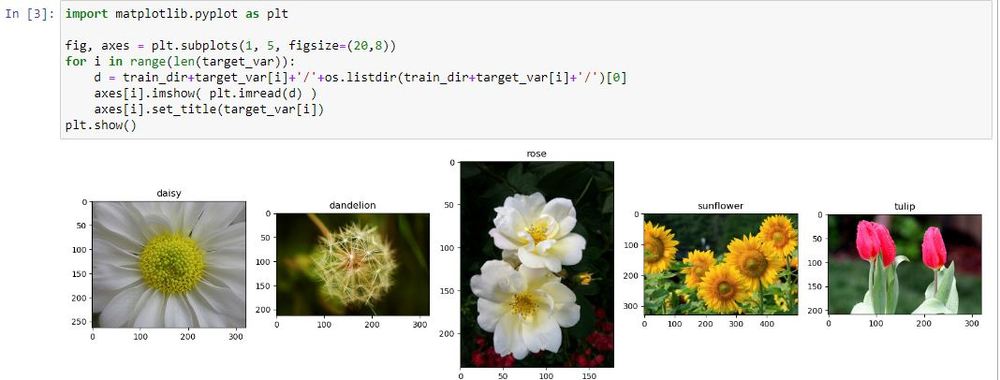 In [3]: import matplotlib.pyplot as plt
fig, axes = plt.subplots(1, 5, figsize=(20,8))
for i in range(len(target_var)):
    d = train_dir+target_var[i]+'/'+os.listdir(train_dir+target_var[i]+'/')[0]
    axes[i].imshow( plt.imread(d) )
    axes[i].set_title(target_var[i])
plt.show()
daisy
0
50
100
150
200
250
0 100 200 300
dandelion
0
50
100
150
200
0 100 200 300
rose
0
50
100
150
200
0 50 100 150
sunflower
0
100
200
300
0 100 200 300 400
tulip
0
50
100
150
200
0 100 200 300